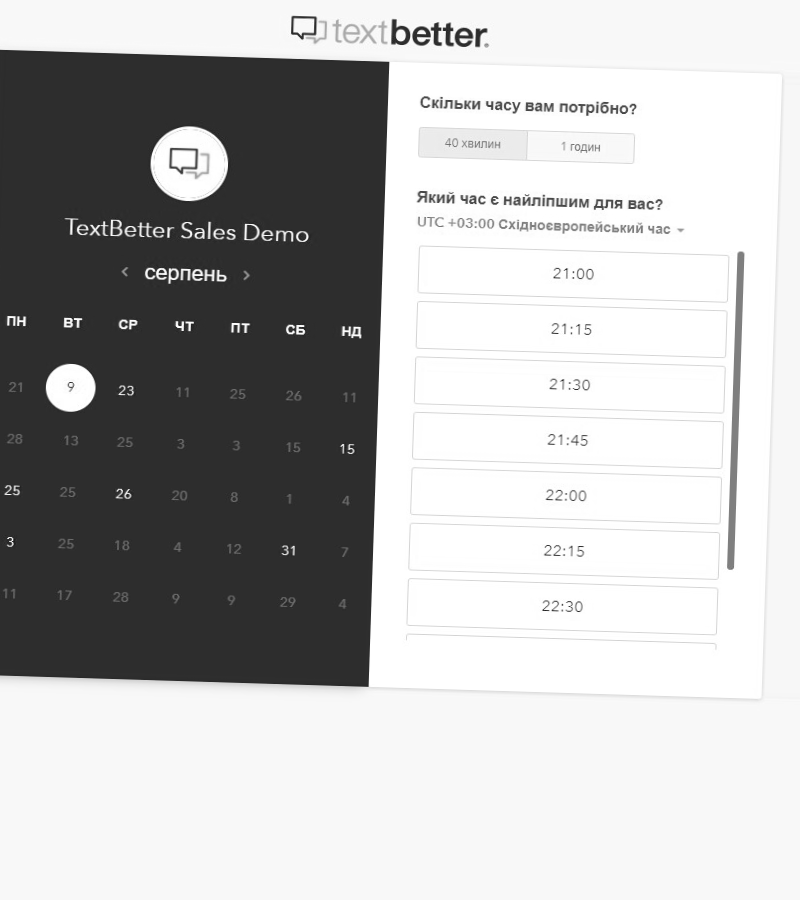 textbetter.
TextBetter Sales Demo
серпень
ПН ВТ СР ЧТ ПТ СБ НД
21 9 23 11 25 26 11
28 13 25 3 3 15 15
25 25 26 20 8 1 4
3 25 18 4 12 31 7
11 17 28 9 9 29 4
Скільки часу вам потрібно?
40 хвилин 1 годин
Який час є найліпшим для вас?
UTC +03:00 Східноєвропейський час
21:00
21:15
21:30
21:45
22:00
22:15
22:30